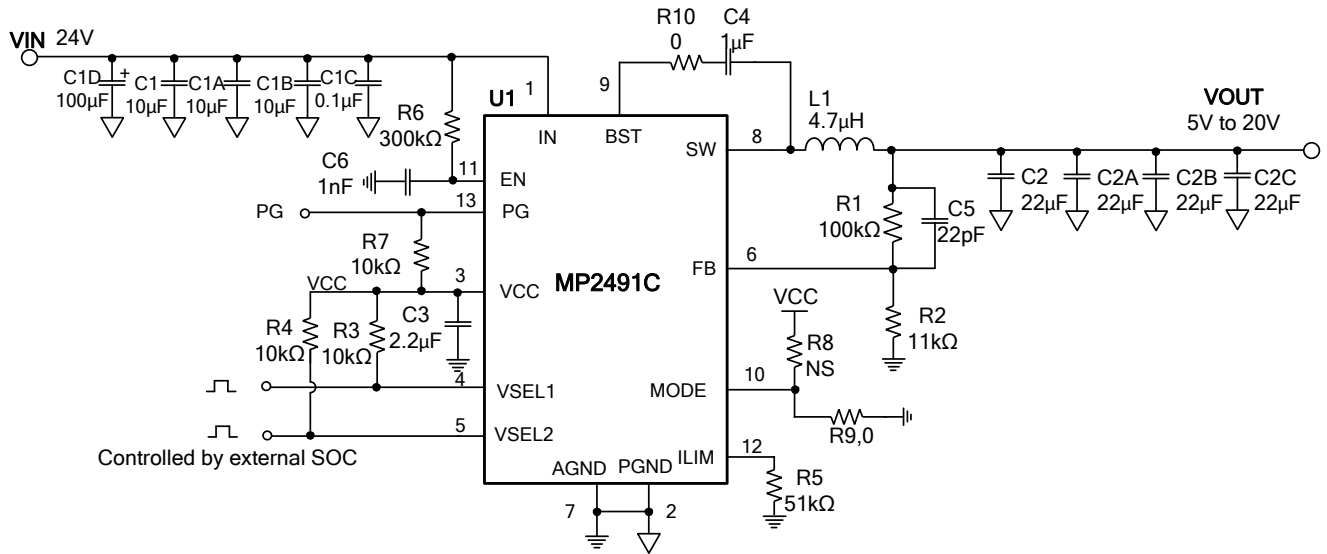 VIN 24V
C1D
100µF
+
C1
10µF
C1A
10µF
C1B
10µF
C1C
0.1µF
R6
300kΩ
C6
1nF
R10
0
C4
1µF
U1
1
9
IN
BST
SW
8
L1
4.7µH
VOUT
5V to 20V
11
EN
PG
13
PG
R7
10kΩ
VCC
3
VCC
C3
2.2µF
R4
10kΩ
R3
10kΩ
4
VSEL1
5
VSEL2
Controlled by external SOC
MP2491C
FB
6
R1
100kΩ
C5
22pF
R2
11kΩ
C2
22µF
C2A
22µF
C2B
22µF
C2C
22µF
VCC
R8
NS
MODE
10
R9,0
ILIM
12
R5
51kΩ
AGND
PGND
7
2